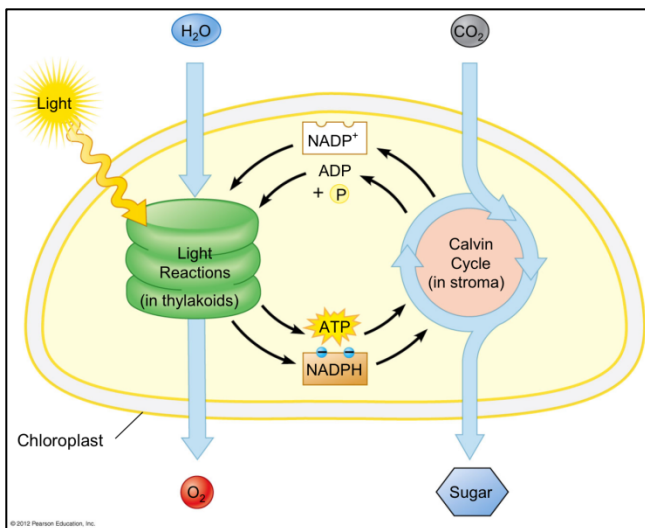 H₂O
CO₂
Light
NADP⁺
ADP
+ P
Light
Reactions
(in thylakoids)
Calvin
Cycle
(in stroma)
ATP
NADPH
Chloroplast
O₂
Sugar
© 2012 Pearson Education, Inc.